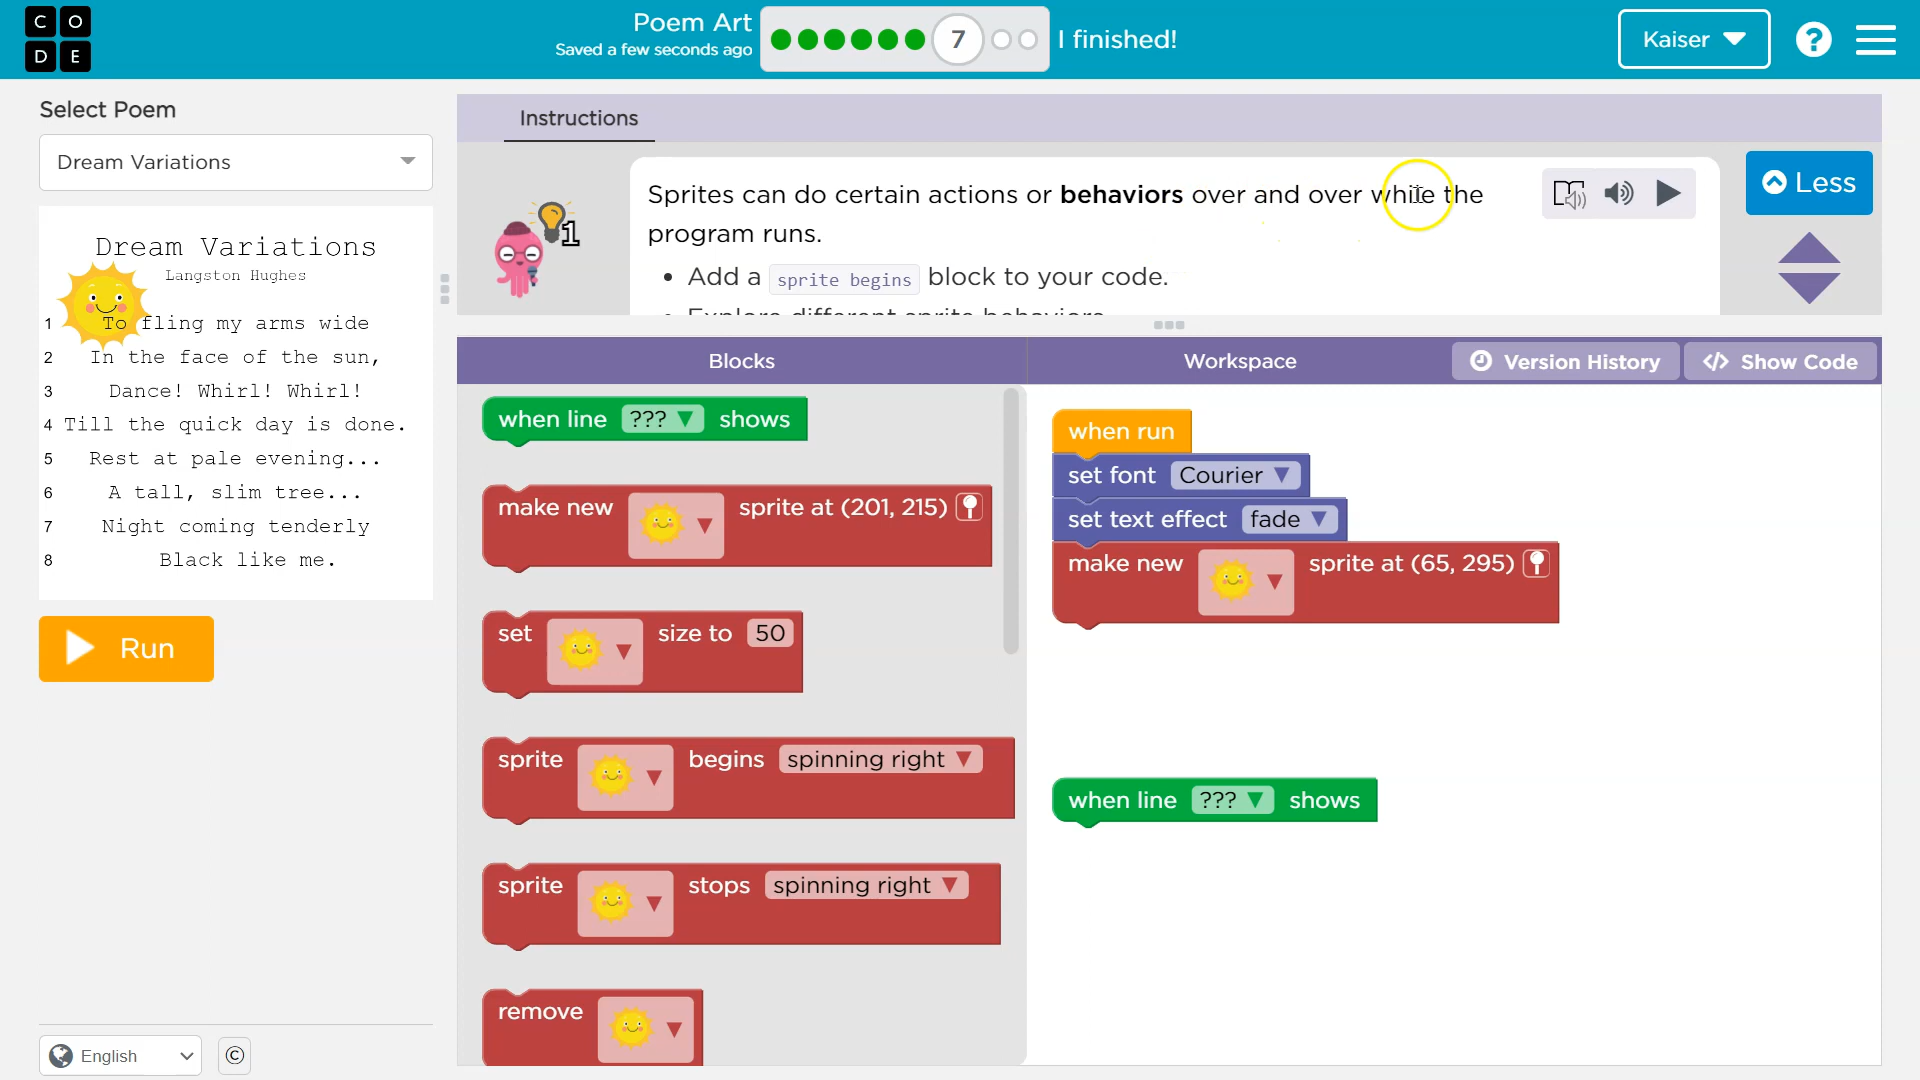 C O
D E
Poem Art
Saved a few seconds ago
7
I finished!
Kaiser
?
Select Poem
Dream Variations
Dream Variations
Langston Hughes
1 To fling my arms wide
2 In the face of the sun,
3 Dance! Whirl! Whirl!
4 Till the quick day is done.
5 Rest at pale evening...
6 A tall, slim tree...
7 Night coming tenderly
8 Black like me.
Run
English
©
Instructions
1
Sprites can do certain actions or behaviors over and over while the
program runs.
• Add a sprite begins block to your code.
• Explore different sprite behaviors
Less
Blocks
Workspace
Version History
</> Show Code
when line ??? shows
make new sprite at (201, 215)
set size to 50
sprite begins spinning right
sprite stops spinning right
remove
when run
set font Courier
set text effect fade
make new sprite at (65, 295)
when line ??? shows